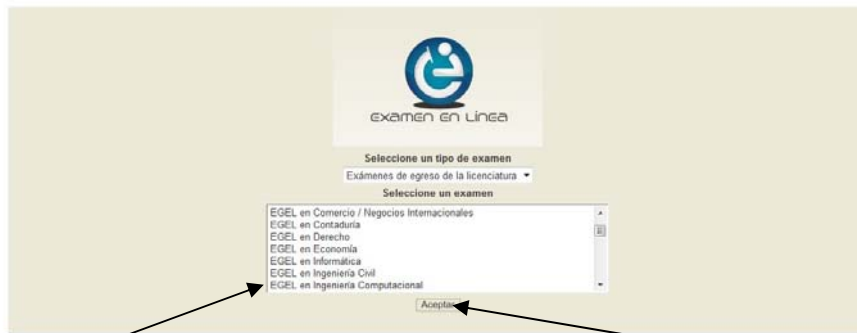 Examen en Línea
Seleccione un tipo de examen
Exámenes de egreso de la licenciatura
Seleccione un examen
EGEL en Comercio / Negocios Internacionales
EGEL en Contaduría
EGEL en Derecho
EGEL en Economía
EGEL en Informática
EGEL en Ingeniería Civil
EGEL en Ingeniería Computacional
Aceptar